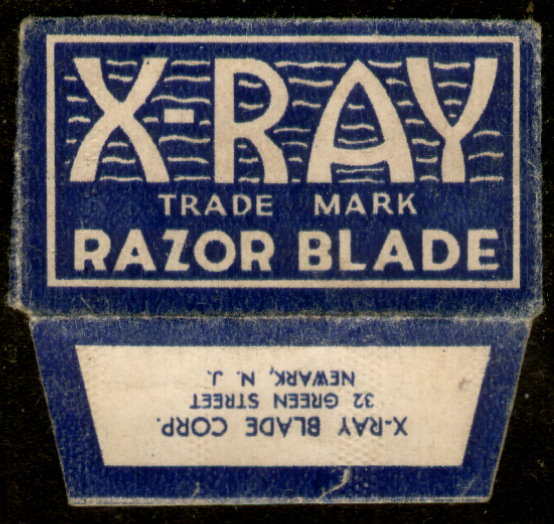 X-RAY
TRADE MARK
RAZOR BLADE
X-RAY BLADE CORP.
32 GREEN STREET
NEWARK, N. J.